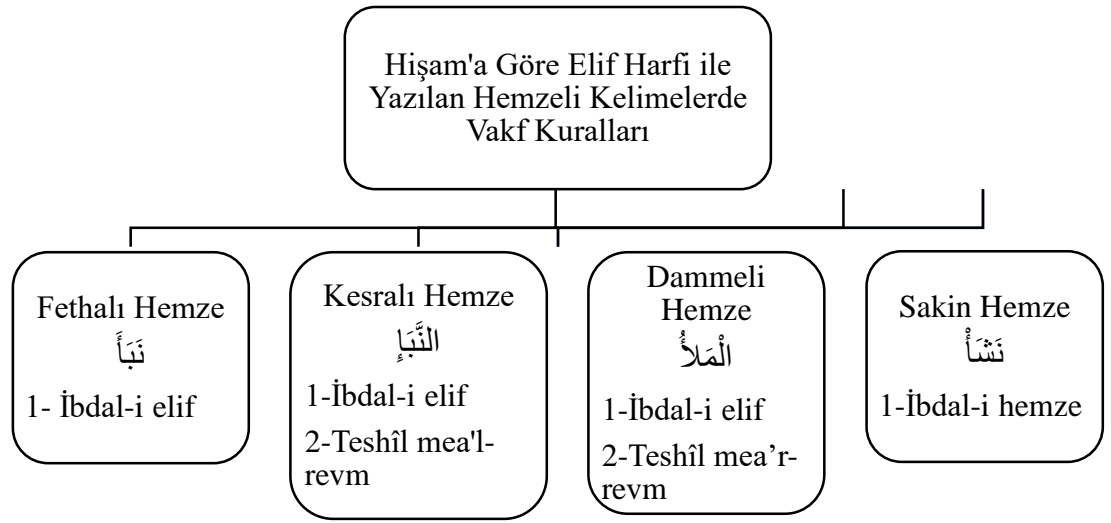 Hişam'a Göre Elif Harfi ile
Yazılan Hemzeli Kelimelerde
Vakf Kuralları
Fethalı Hemze
نَبَأَ
1- İbdal-i elif
Kesralı Hemze
النَّبَإِ
1-İbdal-i elif
2-Teshîl mea'l-
revm
Dammeli
Hemze
الْمَلأُ
1-İbdal-i elif
2-Teshîl mea’r-
revm
Sakin Hemze
نَشَأْ
1-İbdal-i hemze